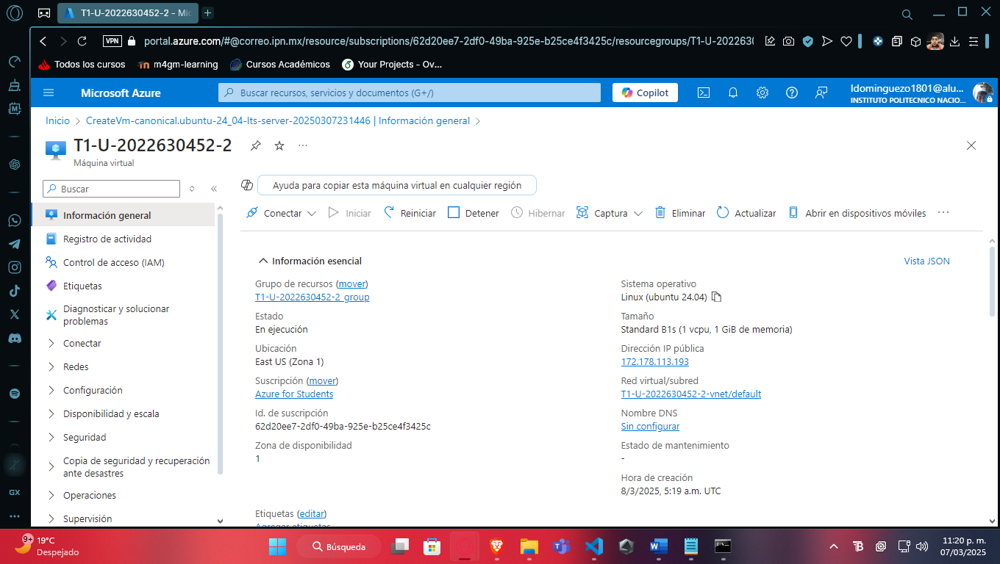 T1-U-2022630452-2 - Mic
VPN
portal.azure.com/#@correo.ipn.mx/resource/subscriptions/62d20ee7-2df0-49ba-925e-b25ce4f3425c/resourcegroups/T1-U-202263(
Todos los cursos
m4gm-learning
Cursos Académicos
Your Projects - Ov...
Microsoft Azure
Buscar recursos, servicios y documentos (G+/)
Copilot
ldominguezo1801@alu...
INSTITUTO POLITECNICO NACIO...
Inicio > CreateVm-canonical.ubuntu-24_04-lts-server-20250307231446 | Información general >
T1-U-2022630452-2
Máquina virtual
Buscar
Ayuda para copiar esta máquina virtual en cualquier región
Conectar
Iniciar
Reiniciar
Detener
Hibernar
Captura
Eliminar
Actualizar
Abrir en dispositivos móviles
Información general
Registro de actividad
Control de acceso (IAM)
Etiquetas
Diagnosticar y solucionar
problemas
Conectar
Redes
Configuración
Disponibilidad y escala
Seguridad
Copia de seguridad y recuperación
ante desastres
Operaciones
Supervisión
Información esencial
Vista JSON
Grupo de recursos (mover)
T1-U-2022630452-2_group
Estado
En ejecución
Ubicación
East US (Zona 1)
Suscripción (mover)
Azure for Students
Id. de suscripción
62d20ee7-2df0-49ba-925e-b25ce4f3425c
Zona de disponibilidad
1
Sistema operativo
Linux (ubuntu 24.04)
Tamaño
Standard B1s (1 vcpu, 1 GiB de memoria)
Dirección IP pública
172.178.113.193
Red virtual/subred
T1-U-2022630452-2-vnet/default
Nombre DNS
Sin configurar
Estado de mantenimiento
-
Hora de creación
8/3/2025, 5:19 a.m. UTC
Etiquetas (editar)
Agregar etiquetas
GX
9+
19°C
Despejado
Búsqueda
11:20 p. m.
07/03/2025